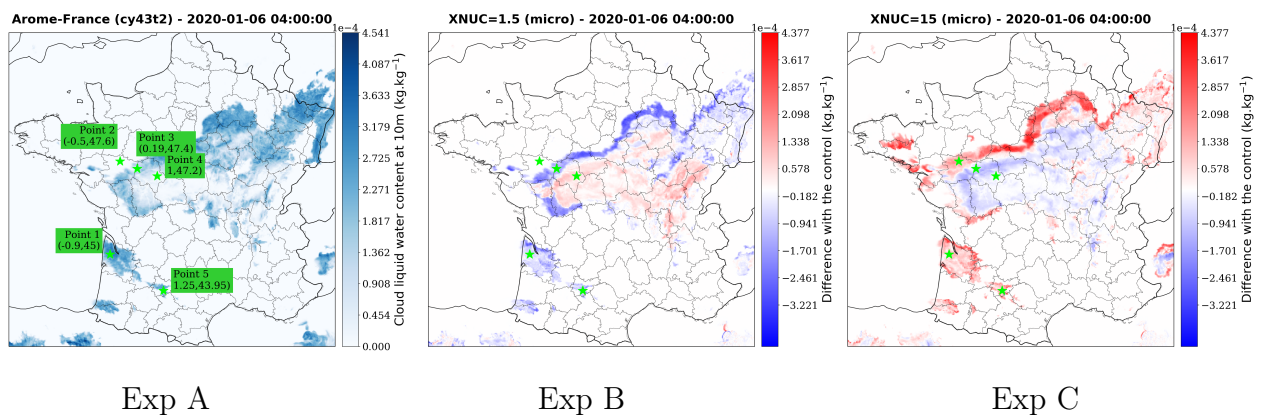 Arome-France (cy43t2) - 2020-01-06 04:00:00
1e−4
4.541
4.087
3.633
3.179
2.725
2.271
1.817
1.362
0.908
0.454
0.000
Cloud liquid water content at 10m (kg.kg⁻¹)
Point 2
(-0.5,47.6)
Point 3
(0.19,47.4)
Point 4
1,47.2)
Point 1
(-0.9,45)
Point 5
1.25,43.95)
XNUC=1.5 (micro) - 2020-01-06 04:00:00
1e−4
4.377
3.617
2.857
2.098
1.338
0.578
−0.182
−0.941
−1.701
−2.461
−3.221
Difference with the control (kg.kg⁻¹)
XNUC=15 (micro) - 2020-01-06 04:00:00
1e−4
4.377
3.617
2.857
2.098
1.338
0.578
−0.182
−0.941
−1.701
−2.461
−3.221
Difference with the control (kg.kg⁻¹)
Exp A
Exp B
Exp C